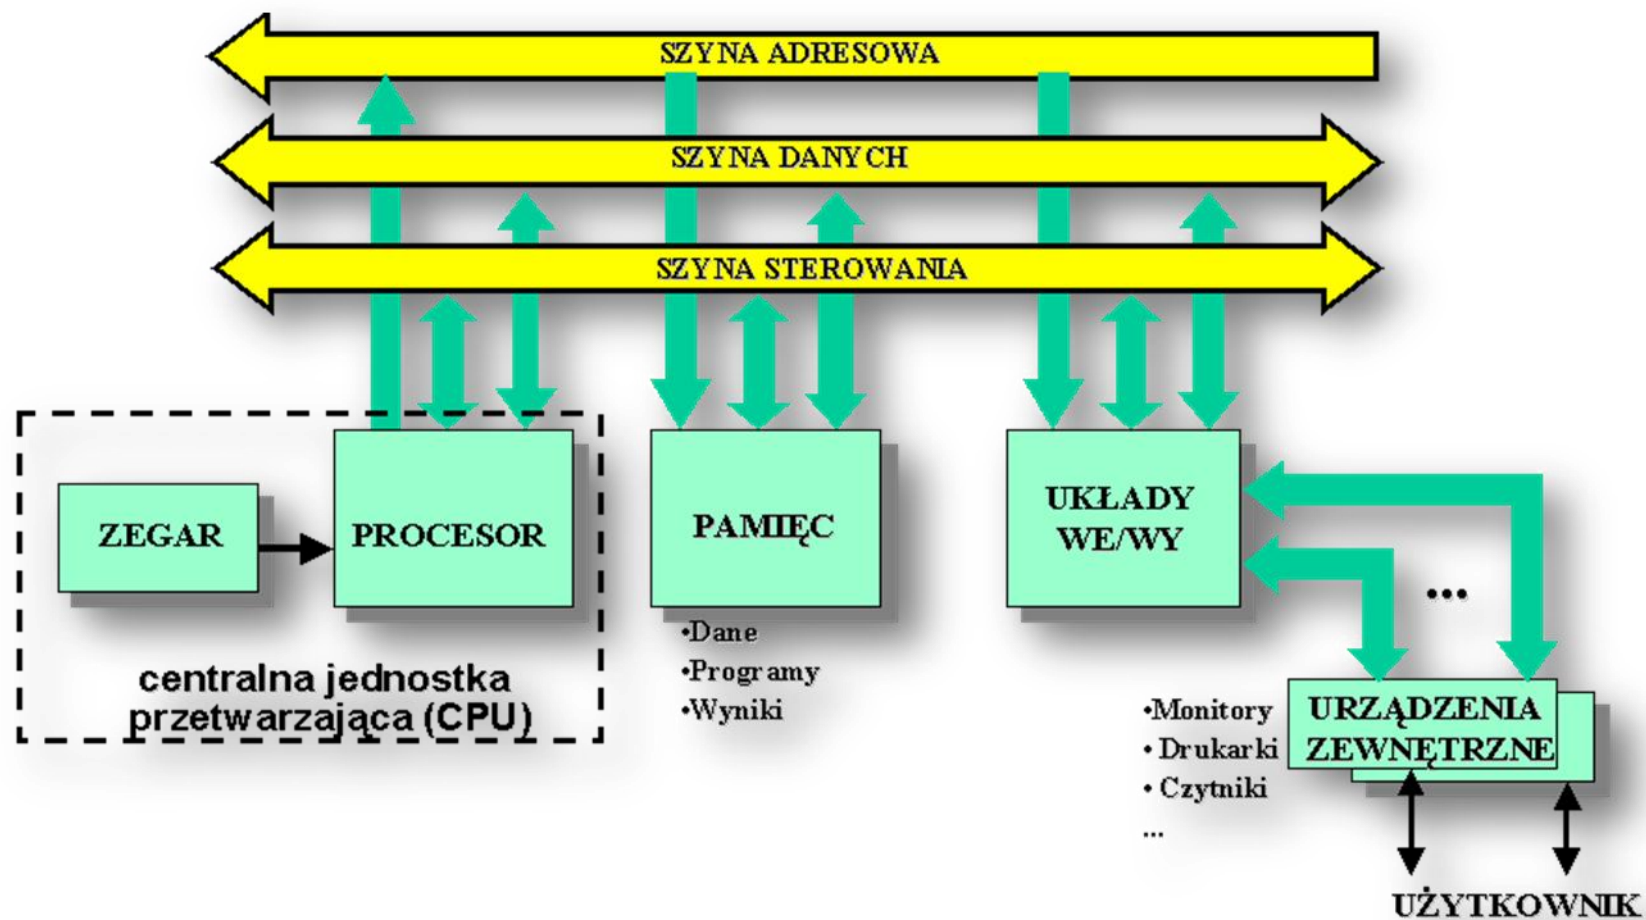 SZYNA ADRESOWA
SZYNA DANYCH
SZYNA STEROWANIA
ZEGAR
PROCESOR
centralna jednostka
przetwarzająca (CPU)
PAMIĘC
•Dane
•Programy
•Wyniki
UKŁADY
WE/WY
...
•Monitory
• Drukarki
• Czytniki
...
URZĄDZENIA
ZEWNĘTRZNE
UŻYTKOWNIK